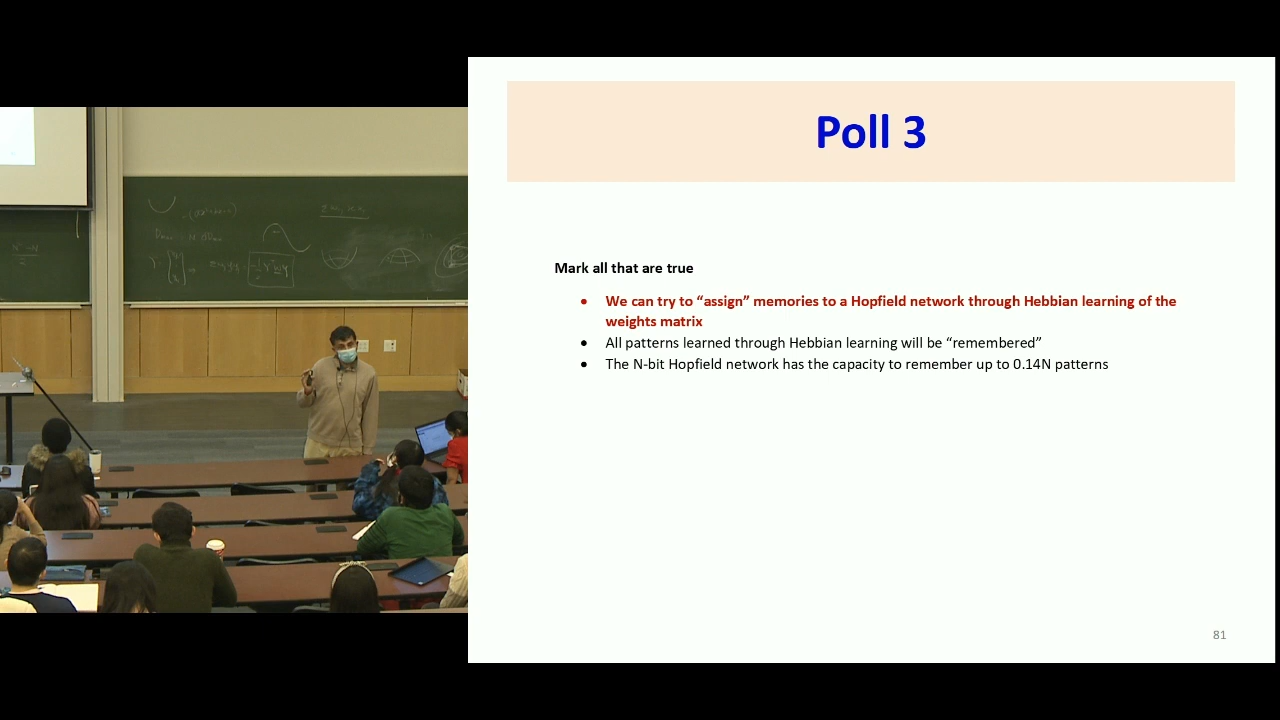 Poll 3
Mark all that are true
• We can try to “assign” memories to a Hopfield network through Hebbian learning of the
weights matrix
• All patterns learned through Hebbian learning will be “remembered”
• The N-bit Hopfield network has the capacity to remember up to 0.14N patterns
81